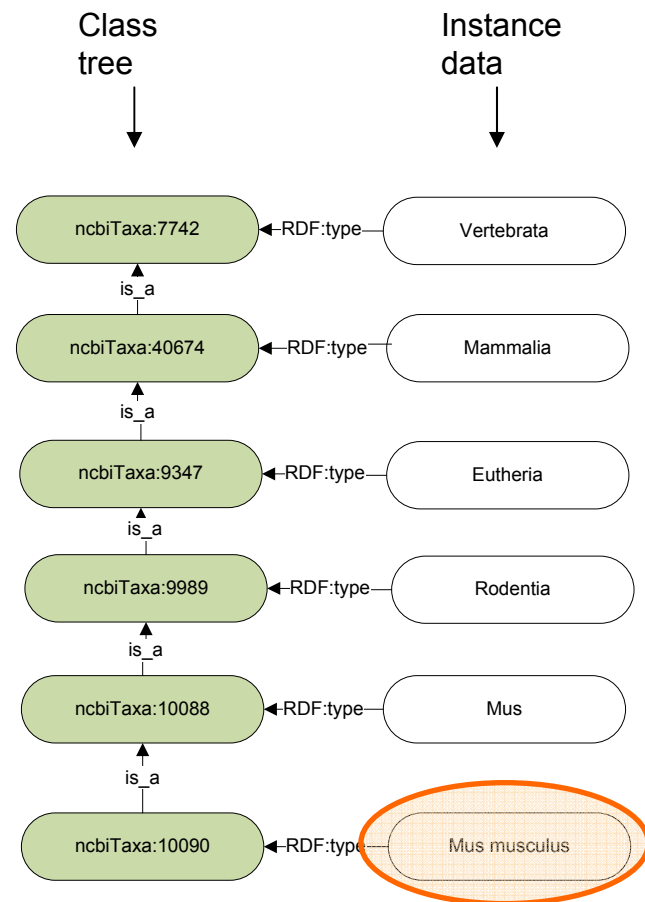 Class
tree
Instance
data
ncbiTaxa:7742
RDF:type
Vertebrata
is_a
ncbiTaxa:40674
RDF:type
Mammalia
is_a
ncbiTaxa:9347
RDF:type
Eutheria
is_a
ncbiTaxa:9989
RDF:type
Rodentia
is_a
ncbiTaxa:10088
RDF:type
Mus
is_a
ncbiTaxa:10090
RDF:type
Mus musculus